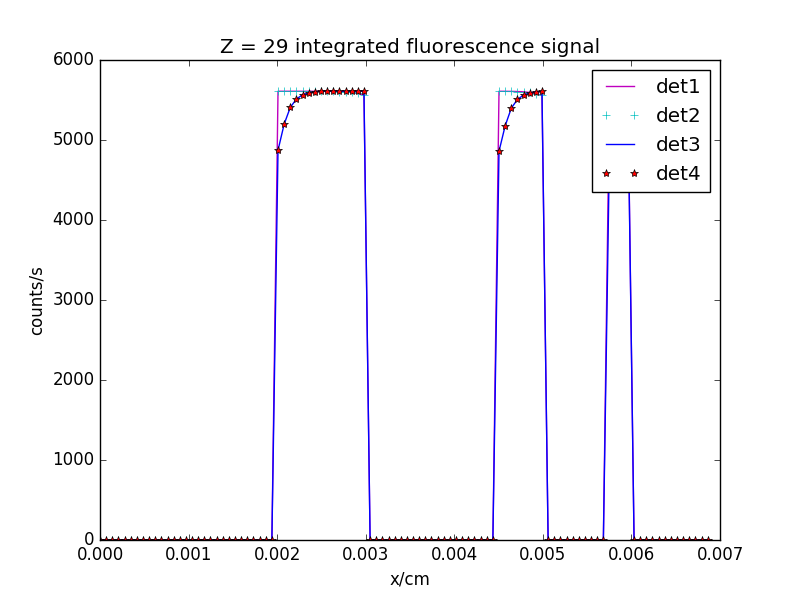 Z = 29 integrated fluorescence signal
6000
5000
4000
3000
2000
1000
0
counts/s
det1
det2
det3
det4
0.000 0.001 0.002 0.003 0.004 0.005 0.006 0.007
x/cm